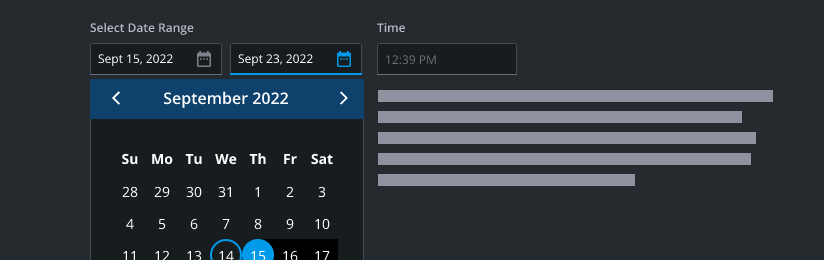 Select Date Range
Time
Sept 15, 2022
Sept 23, 2022
12:39 PM
September 2022
Su Mo Tu We Th Fr Sat
28 29 30 31 1 2 3
4 5 6 7 8 9 10
11 12 13 14 15 16 17